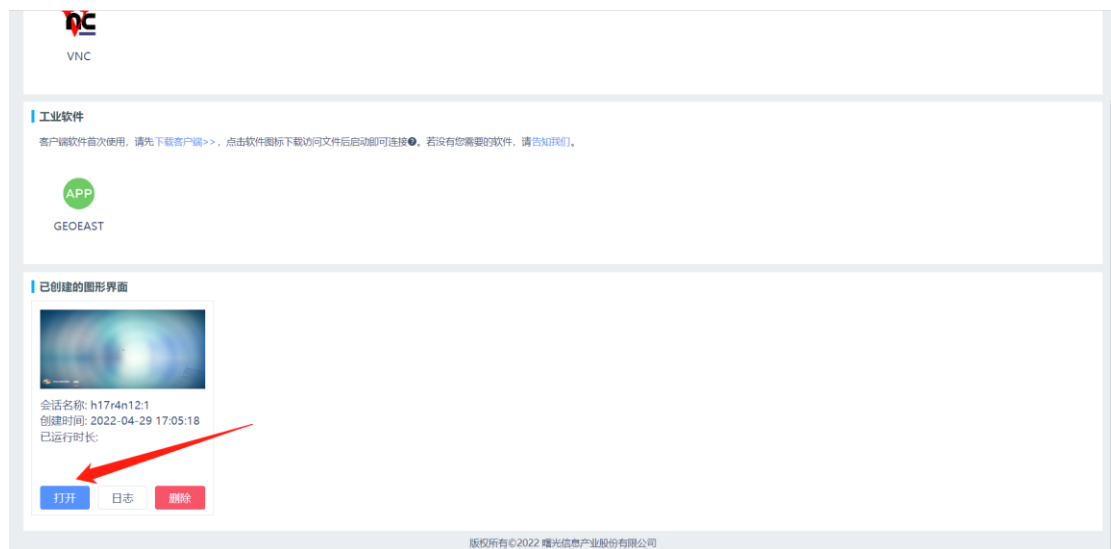 VNC
工业软件
客户端软件首次使用，请先下载客户端>>，点击软件图标下载访问文件后启动即可连接?。若没有您需要的软件，请告知我们。
APP
GEOEAST
已创建的图形界面
会话名称: h17r4n12:1
创建时间: 2022-04-29 17:05:18
已运行时长:
打开 日志 删除
版权所有©2022 曙光信息产业股份有限公司